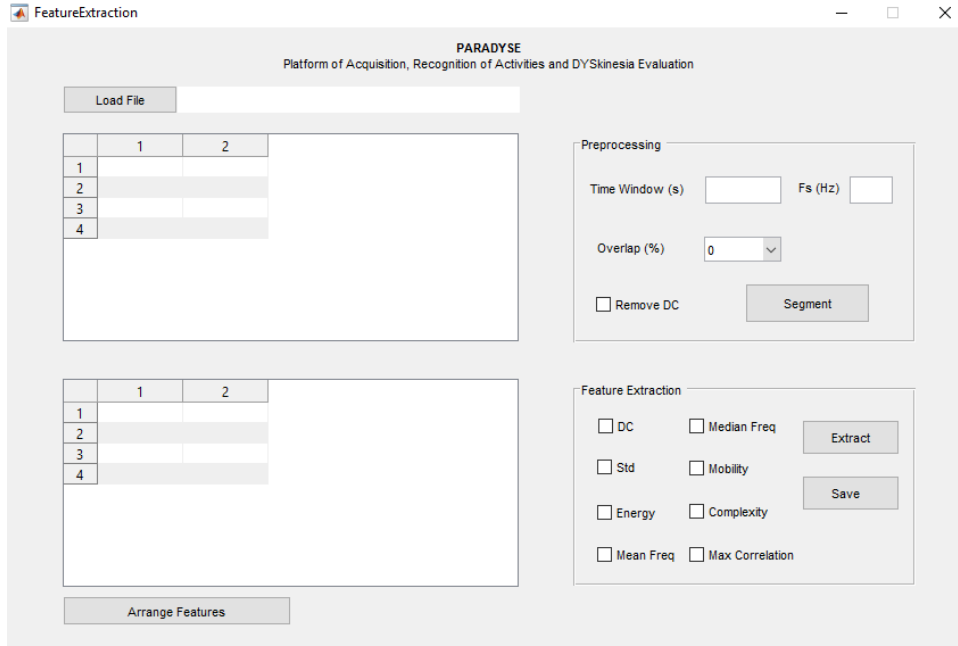 FeatureExtraction
PARADYSE
Platform of Acquisition, Recognition of Activities and DYSkinesia Evaluation
Load File
1 2
1
2
3
4
Preprocessing
Time Window (s) Fs (Hz)
Overlap (%) 0
Remove DC Segment
1 2
1
2
3
4
Feature Extraction
DC Median Freq Extract
Std Mobility
Save
Energy Complexity
Mean Freq Max Correlation
Arrange Features